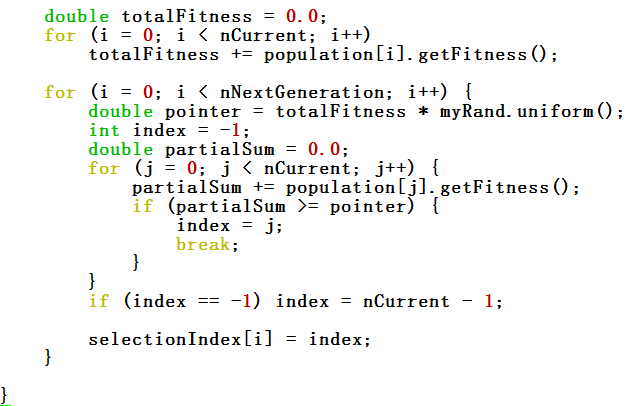 double totalFitness = 0.0;
for (i = 0; i < nCurrent; i++)
totalFitness += population[i].getFitness();
for (i = 0; i < nNextGeneration; i++) {
double pointer = totalFitness * myRand.uniform();
int index = -1;
double partialSum = 0.0;
for (j = 0; j < nCurrent; j++) {
partialSum += population[j].getFitness();
if (partialSum >= pointer) {
index = j;
break;
}
}
if (index == -1) index = nCurrent - 1;
selectionIndex[i] = index;
}
}